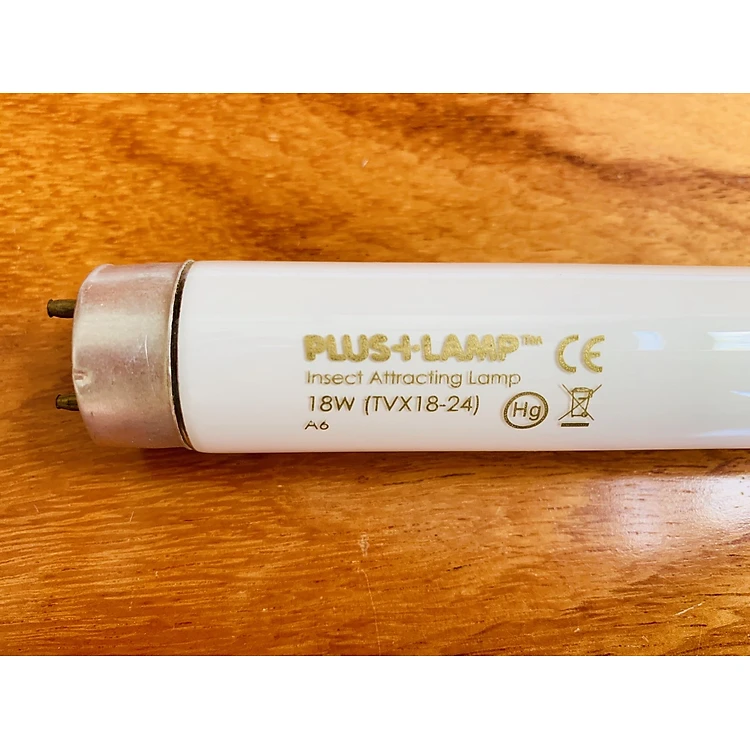 PLUS+LAMP™ CE
Insect Attracting Lamp
18W (TVX18-24) Hg
A6